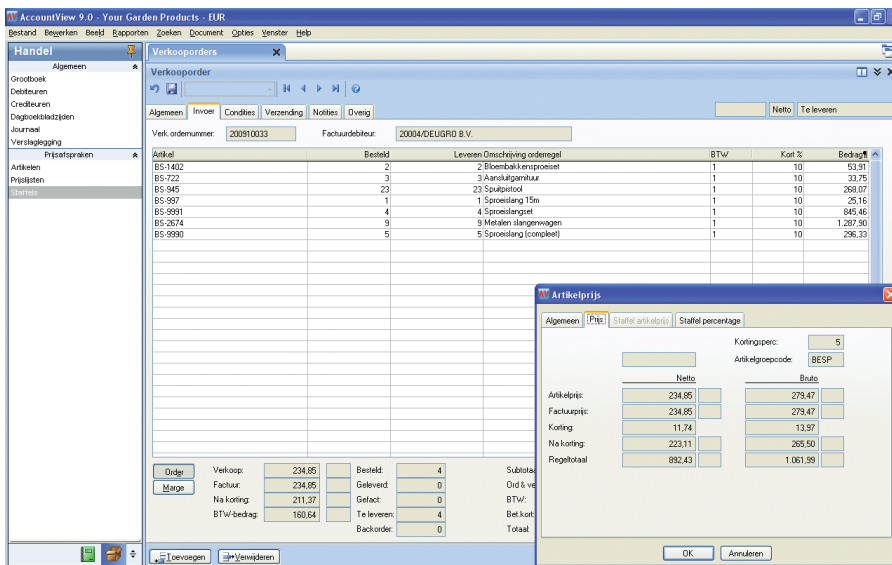 AccountView 9.0 - Your Garden Products - EUR
Bestand Bewerken Beeld Rapporten Zoeken Document Opties Venster Help
Handel
Verkooporders
Algemeen
Grootboek
Debiteuren
Crediteuren
Dagboekbladzijden
Journaal
Verslaglegging
Prijsafspraken
Artikelen
Prijslijsten
Staffels
Verkooporder
Algemeen Invoer Condities Verzending Notities Overig
Netto Te leveren
Verk.ordernummer: 200910033 Factuurdebiteur: 20004/DEUGRO B.V.
Artikel Besteld Leveren Omschrijving orderregel BTW Kort % Bedrag¶
BS-1402 2 2 Bloembakkensproeiset 1 10 53,91
BS-722 3 3 Aansluitgarnituur 1 10 33,75
BS-945 23 23 Spuitpistool 1 10 268,07
BS-997 1 1 Sproeislang 15m 1 10 25,16
BS-9991 4 4 Sproeislangset 1 10 845,46
BS-2674 9 9 Metalen slangenwagen 1 10 1.287,90
BS-9990 5 5 Sproeislang (compleet) 1 10 296,33
Order
Marge
Verkoop: 234,85 Besteld: 4
Factuur: 234,85 Geleverd: 0 Ord & ve
Na korting: 211,37 Gefact: 0 BTW:
BTW-bedrag: 160,64 Te leveren: 4 Bet.kort
Backorder: 0 Totaal:
Subtotaa
Toevoegen Verwijderen
Artikelprijs
Algemeen Prijs Staffel artikelprijs Staffel percentage
Kortingsperc: 5
Artikelgroepcode: BESP
Netto Bruto
Artikelprijs: 234,85 279,47
Factuurprijs: 234,85 279,47
Korting: 11,74 13,97
Na korting: 223,11 265,50
Regeltotaal 892,43 1.061,99
OK Annuleren